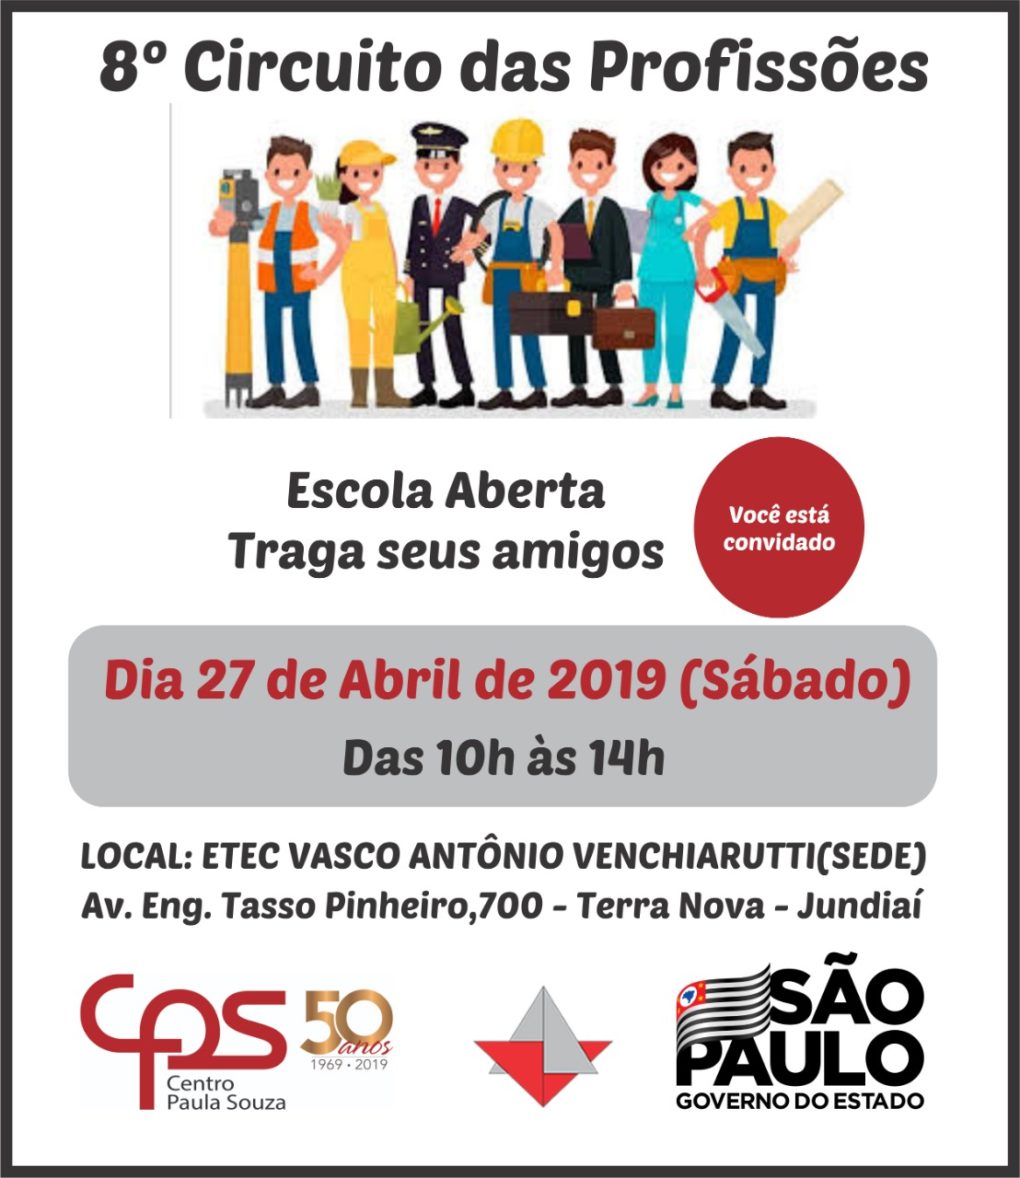 8º Circuito das Profissões
Escola Aberta
Traga seus amigos
Você está
convidado
Dia 27 de Abril de 2019 (Sábado)
Das 10h às 14h
LOCAL: ETEC VASCO ANTÔNIO VENCHIARUTTI(SEDE)
Av. Eng. Tasso Pinheiro,700 - Terra Nova - Jundiaí
CPS
Centro
Paula Souza
50
anos
1969 • 2019
SÃO
PAULO
GOVERNO DO ESTADO